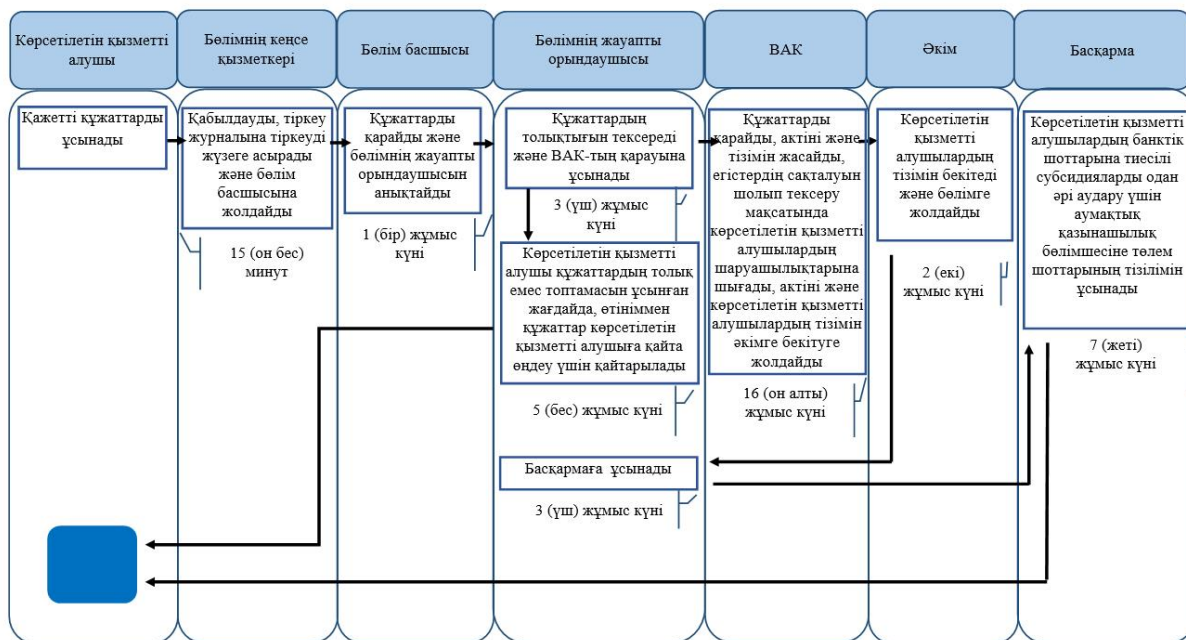 Көрсетілетін қызметті
алушы
Бөлімнің кеңсе
қызметкері
Бөлім басшысы
Бөлімнің жауапты
орындаушысы
ВАК
Әкім
Басқарма
Қажетті құжаттарды
ұсынады
Қабылдауды, тіркеу
журналына тіркеуді
жүзеге асырады
және бөлім
басшысына
жолдайды
15 (он бес)
минут
Құжаттарды
қарайды және
бөлімнің жауапты
орындаушысын
анықтайды
1 (бір) жұмыс
күні
Құжаттардың
толықтығын тексереді
және ВАК-тың қарауына
ұсынады
3 (үш) жұмыс
күні
Көрсетілетін қызметті
алушы құжаттардың толық
емес топтамасын ұсынған
жағдайда, өтініммен
құжаттар көрсетілетін
қызметті алушыға қайта
өңдеу үшін қайтарылады
5 (бес) жұмыс күні
Басқармаға ұсынады
3 (үш) жұмыс күні
Құжаттарды
қарайды, актіні және
тізімін жасайды,
егістердің сақталуын
шолып тексеру
мақсатында
көрсетілетін қызметті
алушылардың
шаруашылықтарына
шығады, актіні және
көрсетілетін қызметті
алушылардың тізімін
әкімге бекітуге
жолдайды
16 (он алты)
жұмыс күні
Көрсетілетін
қызметті
алушылардың
тізімін бекітеді
және бөлімге
жолдайды
2 (екі)
жұмыс күні
Көрсетілетін қызметті
алушылардың банктік
шоттарына тиесілі
субсидияларды одан
әрі аудару үшін
аумақтық
қазынашылық
бөлімшесіне төлем
шоттарының тізілімін
ұсынады
7 (жеті)
жұмыс күні